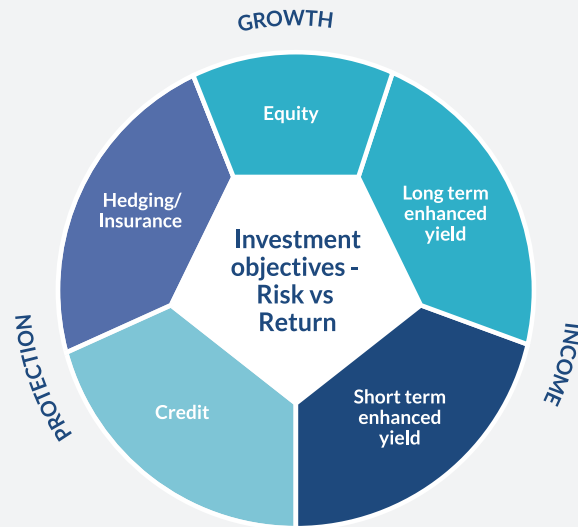 GROWTH
Equity
Hedging/
Insurance
Long term
enhanced
yield
Investment
objectives -
Risk vs
Return
PROTECTION
INCOME
Credit
Short term
enhanced
yield